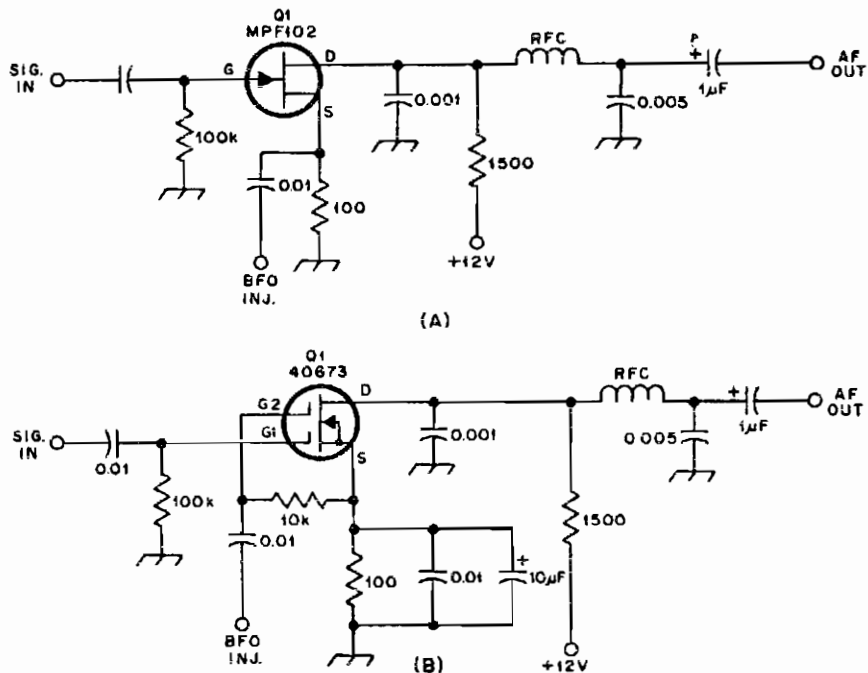 Q1
MPF102
SIG.
IN
G
D
S
100k
0.01
100
BFO
INJ.
0.001
1500
+12V
RFC
0.005
+
1µF
AF
OUT
(A)
Q1
40673
SIG.
IN
0.01
100k
G2
G1
D
S
10k
0.01
BFO
INJ.
100
0.01
+
10µF
0.001
1500
+12V
RFC
0.005
+
1µF
AF
OUT
(B)